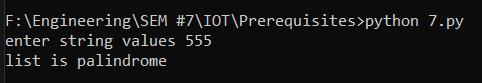 F:\Engineering\SEM #7\IOT\Prerequisites>python 7.py
enter string values 555
list is palindrome